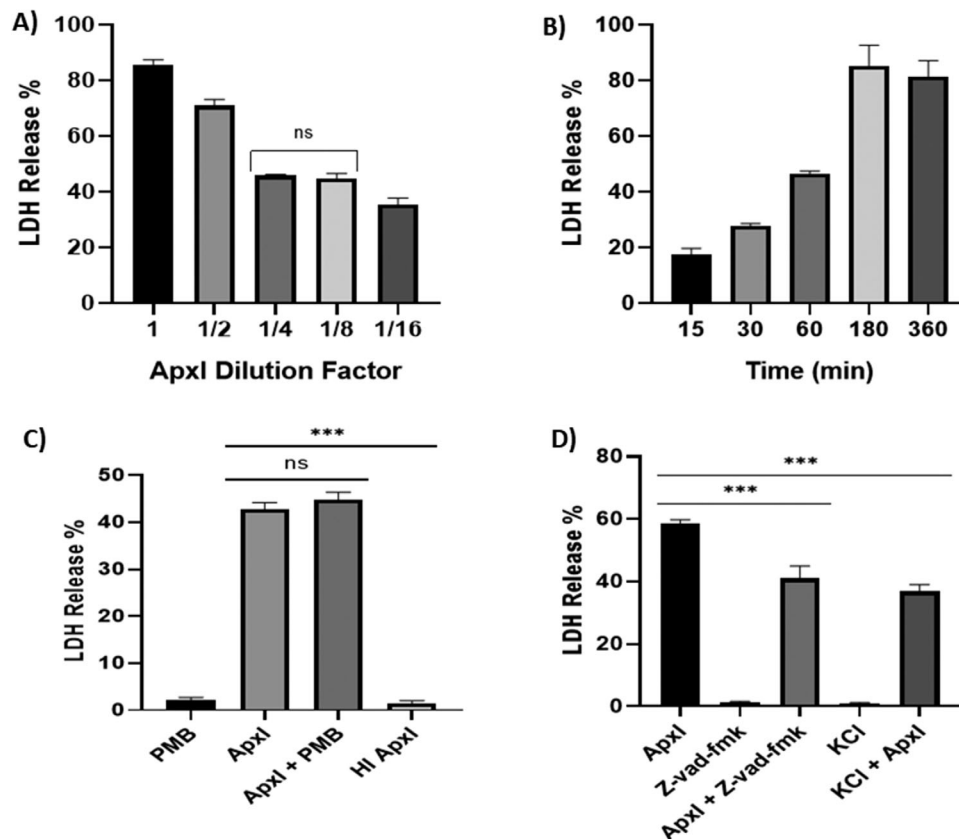 A)
LDH Release %
100
80
60
40
20
0
ns
1 1/2 1/4 1/8 1/16
ApxI Dilution Factor
B)
LDH Release %
100
80
60
40
20
0
15 30 60 180 360
Time (min)
C)
LDH Release %
50
40
30
20
10
0
***
ns
PMB
ApxI
ApxI + PMB
HI ApxI
D)
LDH Release %
80
60
40
20
0
***
***
ApxI
Z-vad-fmk
ApxI + Z-vad-fmk
KCl
KCl + ApxI